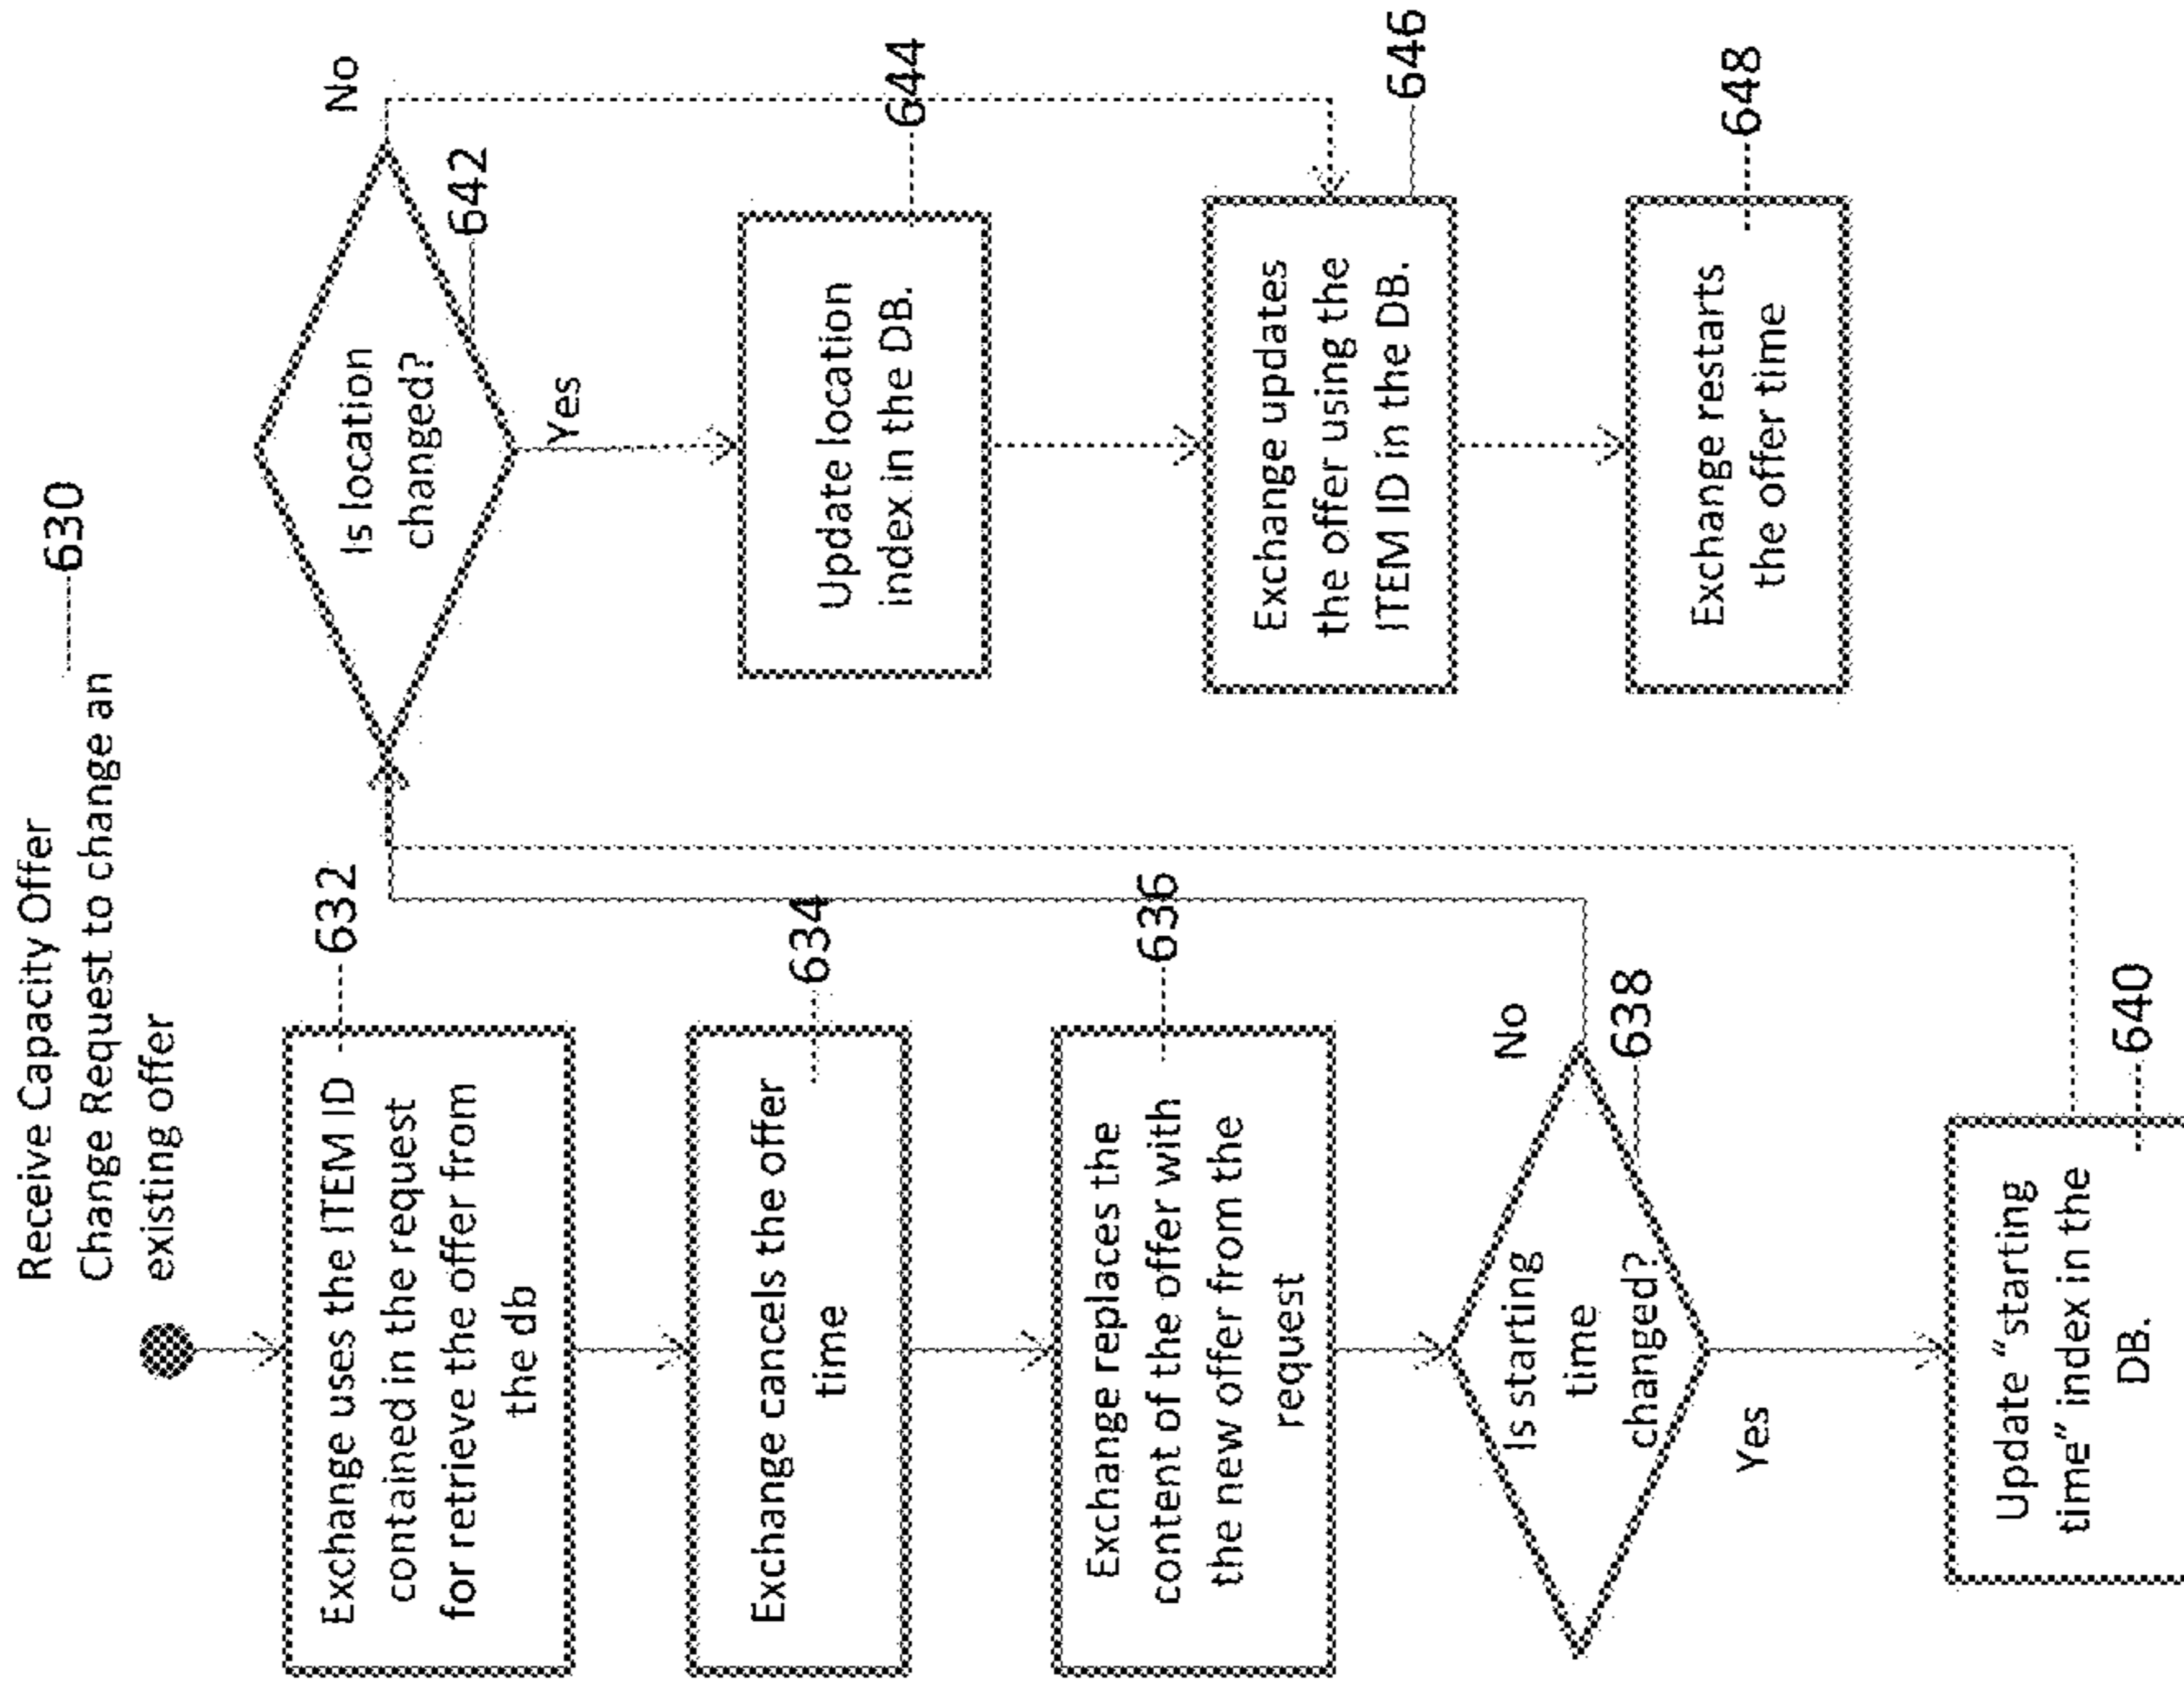 Receive Capacity Offer
Change Request to change an
existing offer
630
Exchange uses the ITEM ID
contained in the request
for retrieve the offer from
the db
632
Exchange cancels the offer
time
634
Exchange replaces the
content of the offer with
the new offer from the
request
636
Is starting
time
changed?
No
638
Yes
Update "starting
time" index in the
DB.
640
Is location
changed?
No
642
Yes
Update location
index in the DB.
644
Exchange updates
the offer using the
ITEM ID in the DB.
646
Exchange restarts
the offer time
648